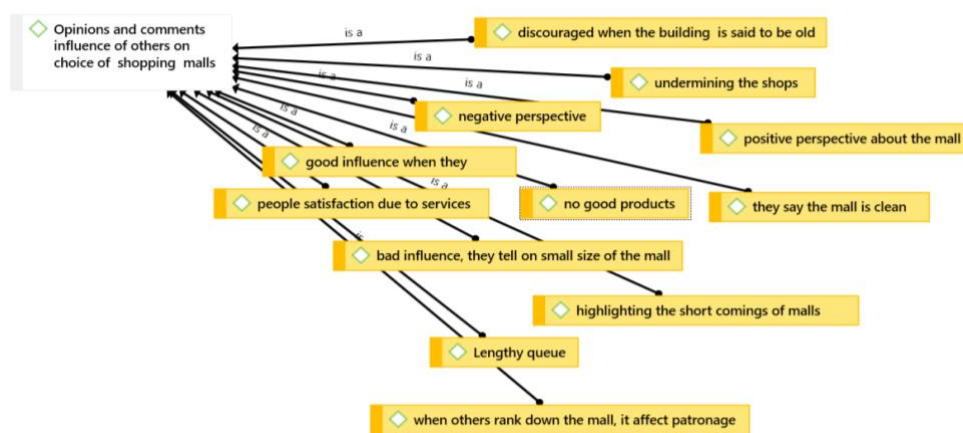 Opinions and comments
influence of others on
choice of shopping malls
is a
discouraged when the building is said to be old
is a
undermining the shops
is a
is a
negative perspective
is a
positive perspective about the mall
is a
is a
good influence when they
is a
people satisfaction due to services
no good products
they say the mall is clean
is
bad influence, they tell on small size of the mall
highlighting the short comings of malls
Lengthy queue
when others rank down the mall, it affect patronage